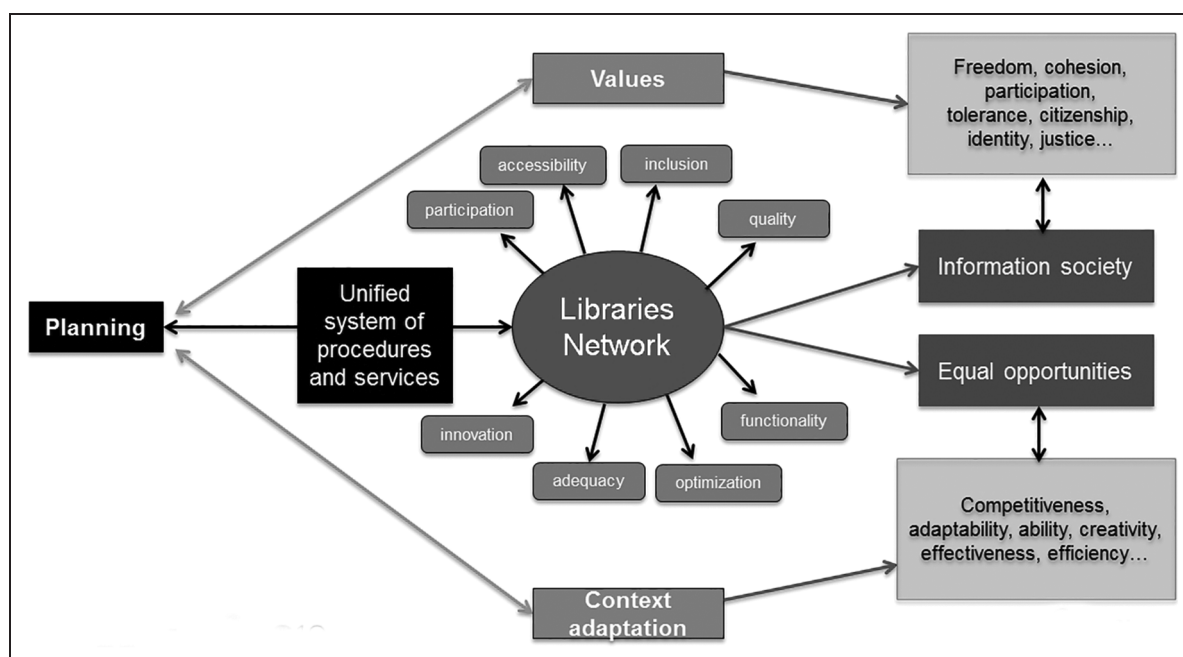 Values
Freedom, cohesion,
participation,
tolerance, citizenship,
identity, justice…
accessibility
inclusion
participation
quality
Information society
Planning
Unified
system of
procedures
and services
Libraries
Network
Equal opportunities
innovation
functionality
adequacy
optimization
Competitiveness,
adaptability, ability, creativity,
effectiveness, efficiency…
Context
adaptation